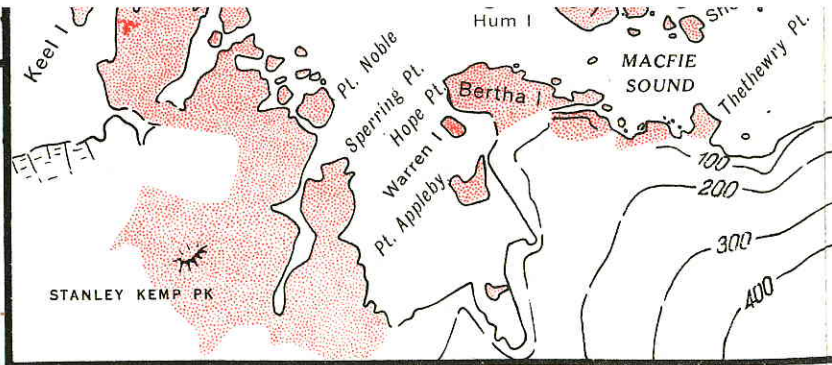 Keel I
Pt. Noble
Sperring Pt.
Hope Pt.
Warren I
Pt. Appleby
Hum I
Bertha I
MACFIE
SOUND
Thethewry Pt.
100
200
300
400
STANLEY KEMP PK